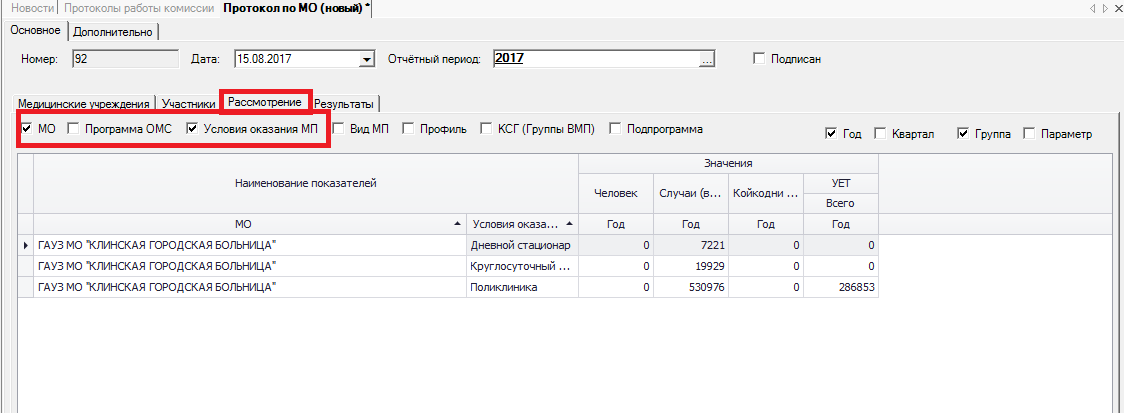 Новости Протоколы работы комиссии Протокол по МО (новый) *
Основное Дополнительно
Номер: 92 Дата: 15.08.2017 Отчётный период: 2017 ... Подписан
Медицинские учреждения Участники Рассмотрение Результаты
МО Программа ОМС Условия оказания МП Вид МП Профиль КСГ (Группы ВМП) Подпрограмма Год Квартал Группа Параметр
Наименование показателей Значения
Человек Случаи (в... Койкодни ... УЕТ
Всего
МО Условия оказа... Год Год Год Год
ГАУЗ МО "КЛИНСКАЯ ГОРОДСКАЯ БОЛЬНИЦА" Дневной стационар 0 7221 0 0
ГАУЗ МО "КЛИНСКАЯ ГОРОДСКАЯ БОЛЬНИЦА" Круглосуточный ... 0 19929 0 0
ГАУЗ МО "КЛИНСКАЯ ГОРОДСКАЯ БОЛЬНИЦА" Поликлиника 0 530976 0 286853